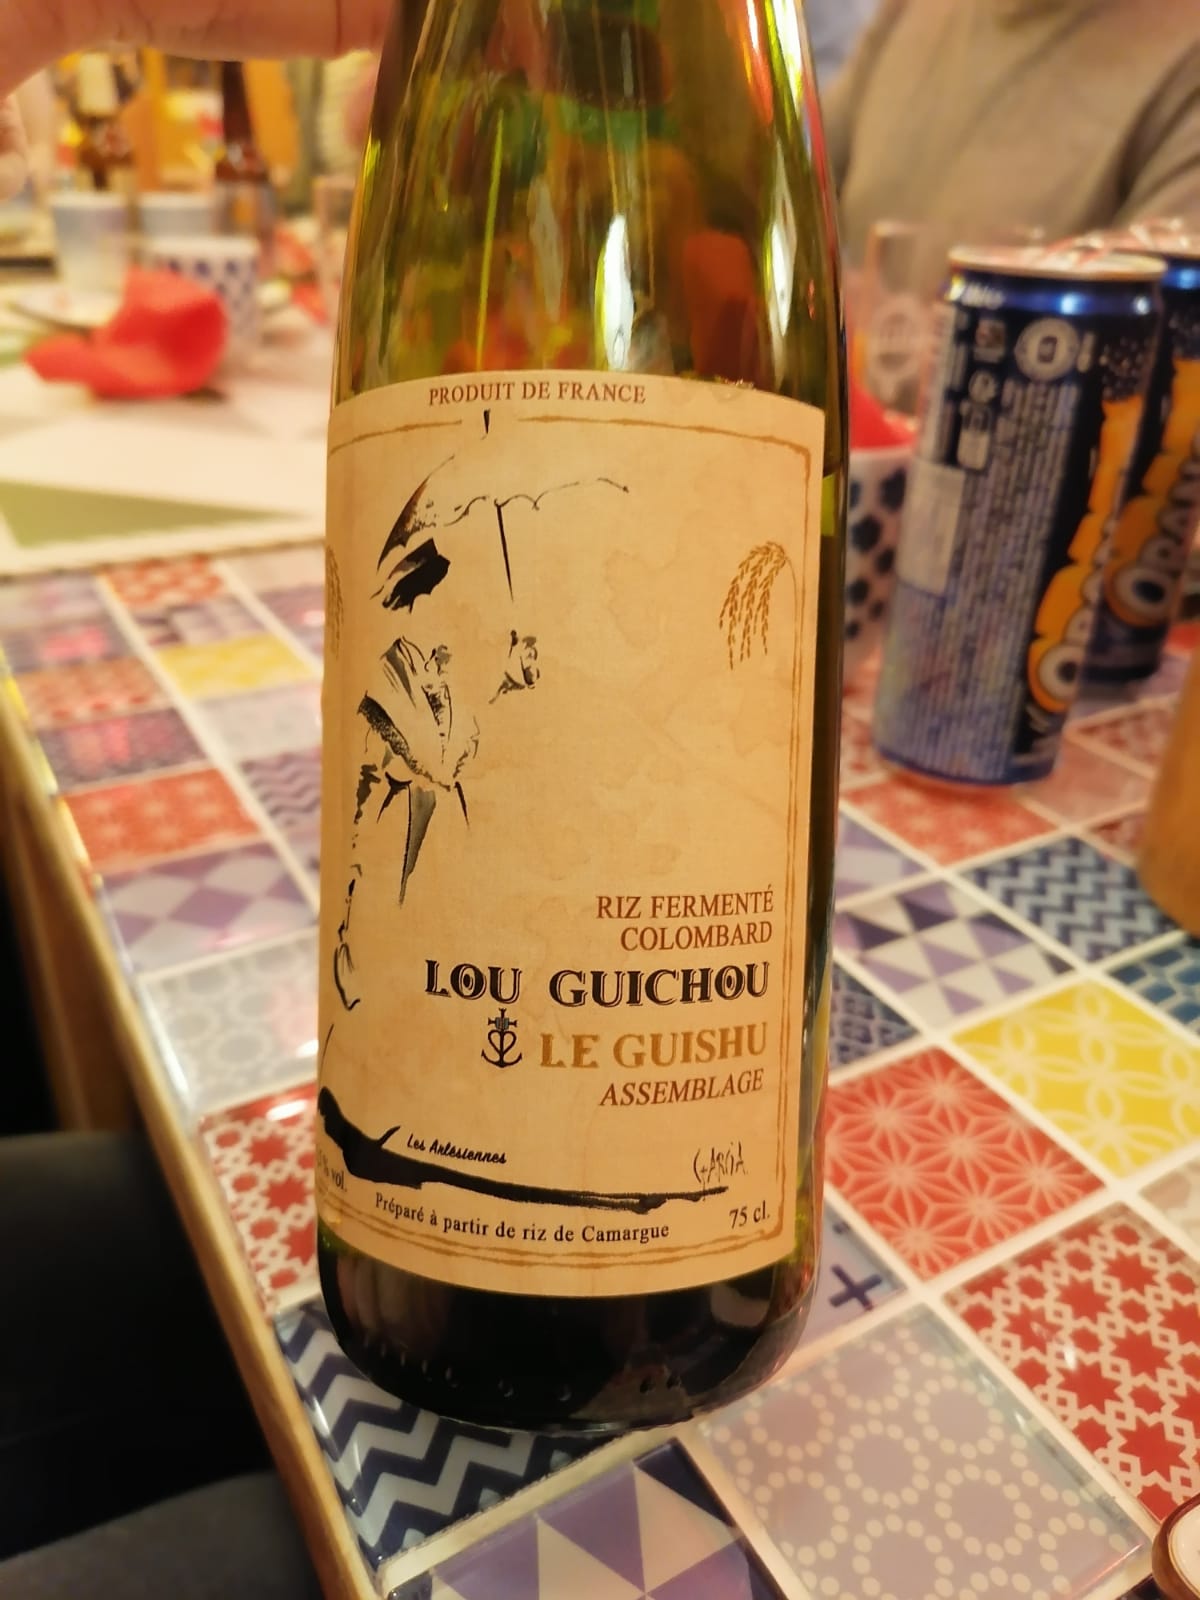 PRODUIT DE FRANCE
RIZ FERMENTÉ
COLOMBARD
LOU GUICHOU
LE GUISHU
ASSEMBLAGE
Les Arlésiennes
% vol.
Préparé à partir de riz de Camargue
75 cl.